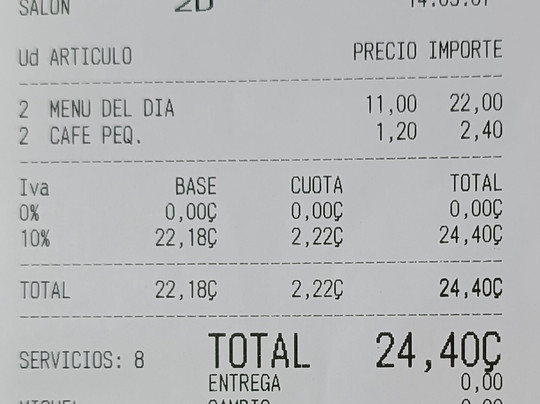 SALON 2D
Ud ARTICULO PRECIO IMPORTE
2 MENU DEL DIA 11,00 22,00
2 CAFE PEQ. 1,20 2,40
Iva BASE CUOTA TOTAL
0% 0,00Ç 0,00Ç 0,00Ç
10% 22,18Ç 2,22Ç 24,40Ç
TOTAL 22,18Ç 2,22Ç 24,40Ç
SERVICIOS: 8 TOTAL 24,40Ç
ENTREGA 0,00